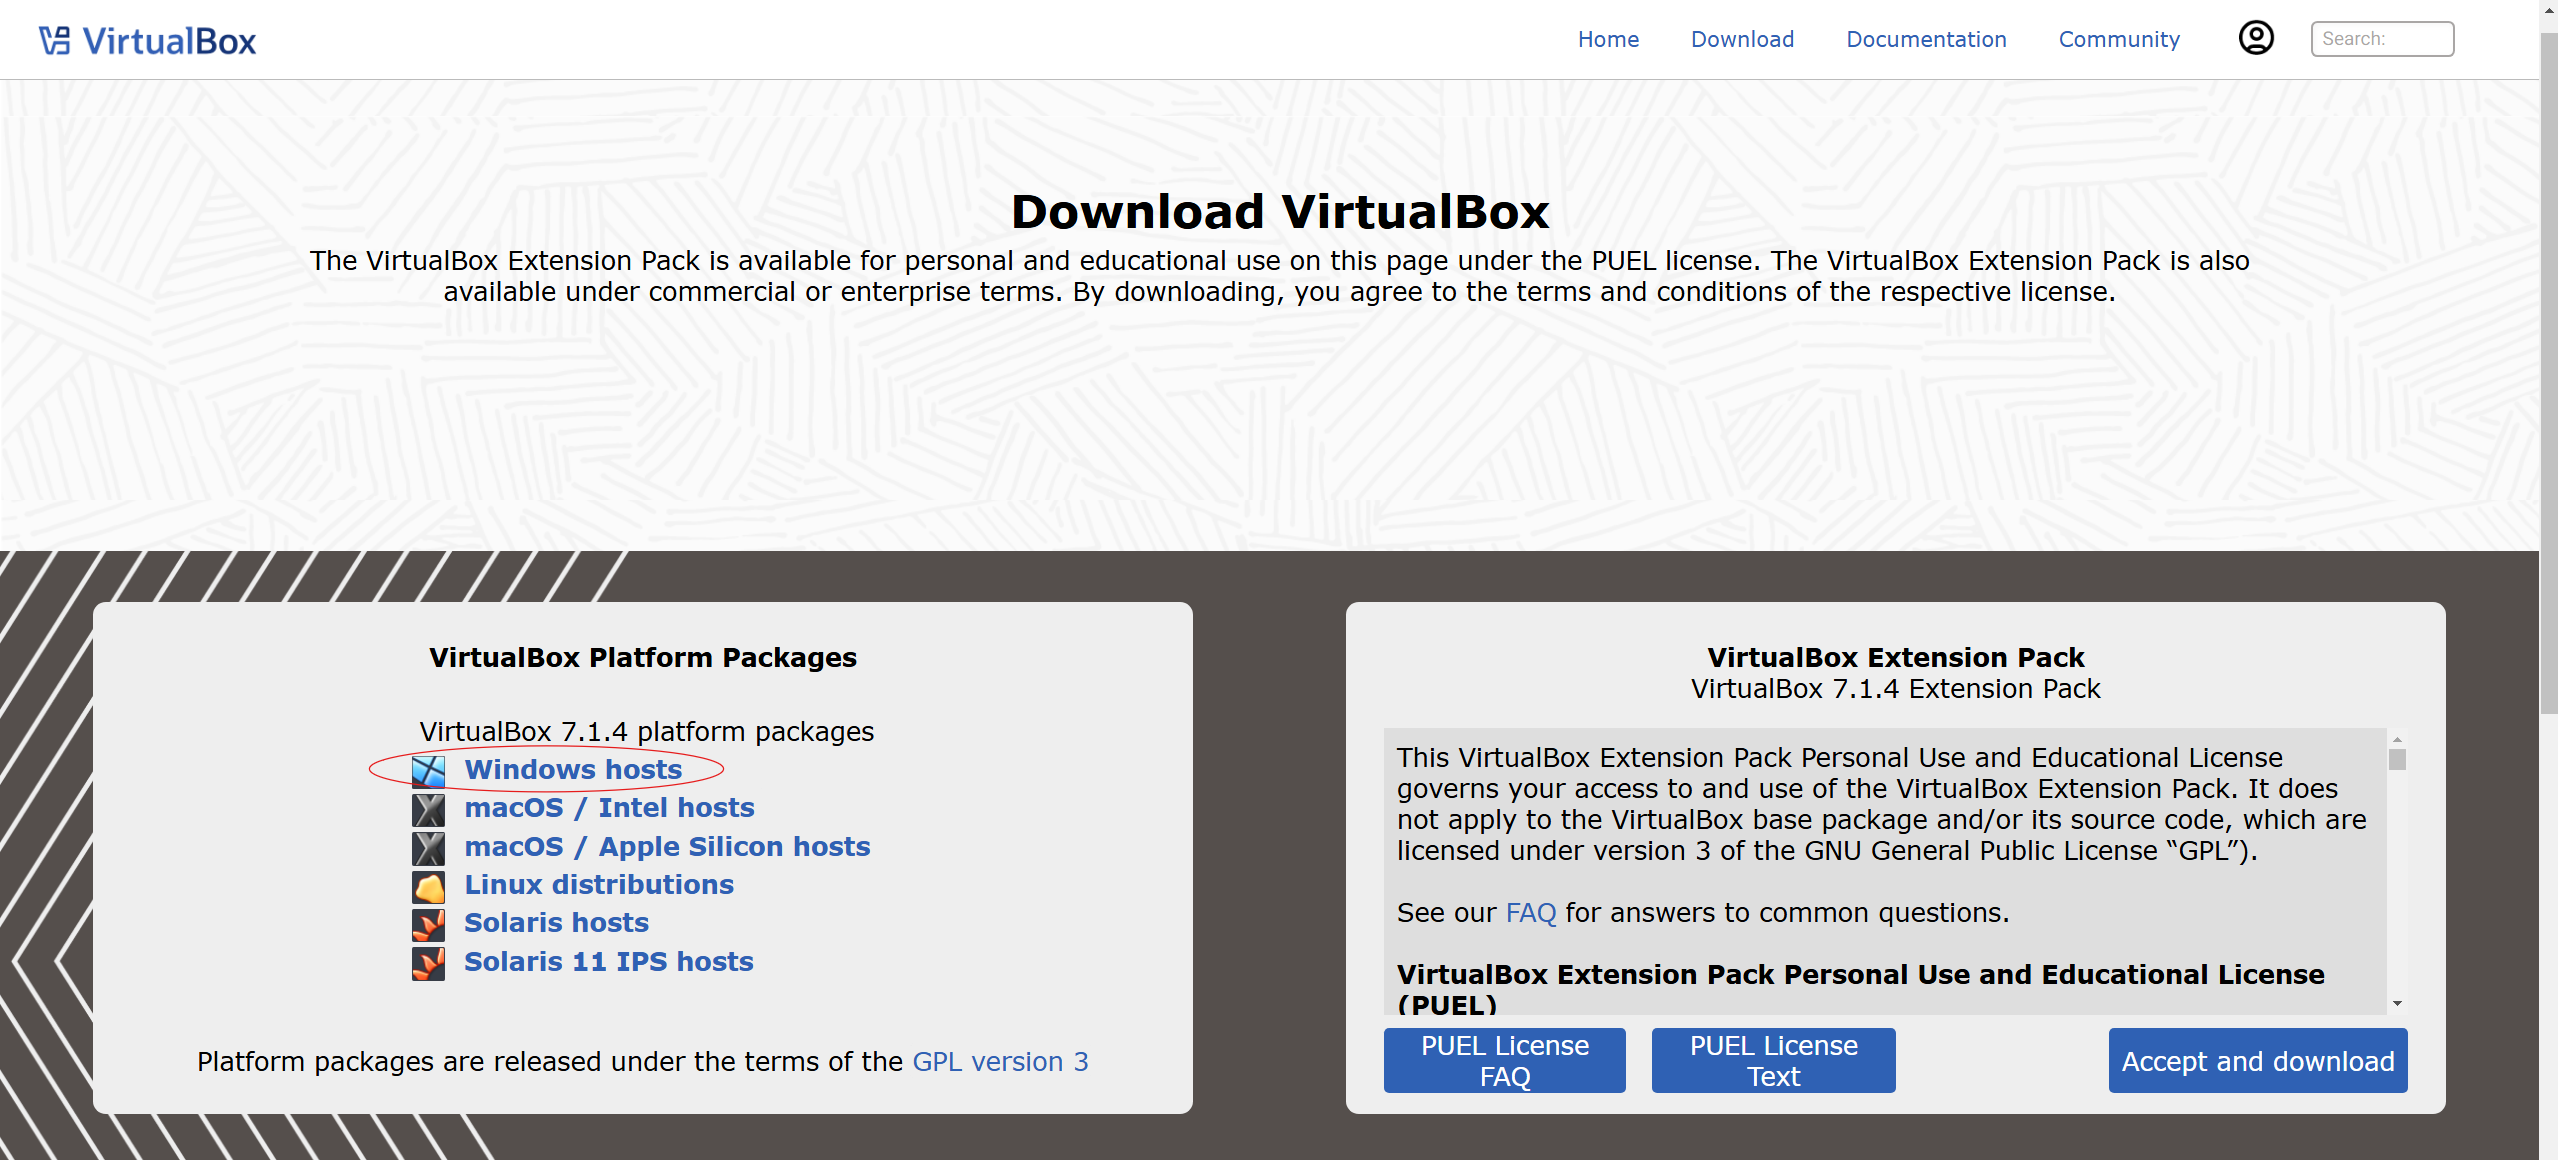 VirtualBox
Home
Download
Documentation
Community
Search:
Download VirtualBox
The VirtualBox Extension Pack is available for personal and educational use on this page under the PUEL license. The VirtualBox Extension Pack is also
available under commercial or enterprise terms. By downloading, you agree to the terms and conditions of the respective license.
VirtualBox Platform Packages
VirtualBox 7.1.4 platform packages
Windows hosts
macOS / Intel hosts
macOS / Apple Silicon hosts
Linux distributions
Solaris hosts
Solaris 11 IPS hosts
Platform packages are released under the terms of the GPL version 3
VirtualBox Extension Pack
VirtualBox 7.1.4 Extension Pack
This VirtualBox Extension Pack Personal Use and Educational License
governs your access to and use of the VirtualBox Extension Pack. It does
not apply to the VirtualBox base package and/or its source code, which are
licensed under version 3 of the GNU General Public License “GPL”).
See our FAQ for answers to common questions.
VirtualBox Extension Pack Personal Use and Educational License
(PUEL)
PUEL License
FAQ
PUEL License
Text
Accept and download